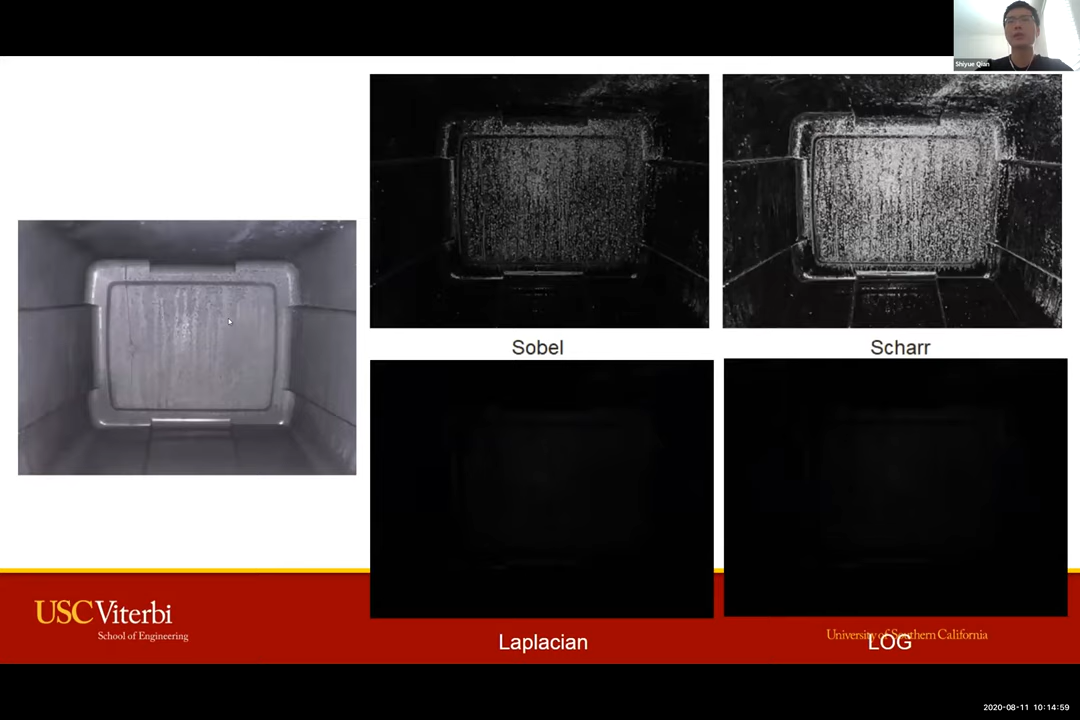 Shiyue Qian
Sobel
Scharr
USC Viterbi
School of Engineering
Laplacian
University of Southern California
LOG
2020-08-11 10:14:59